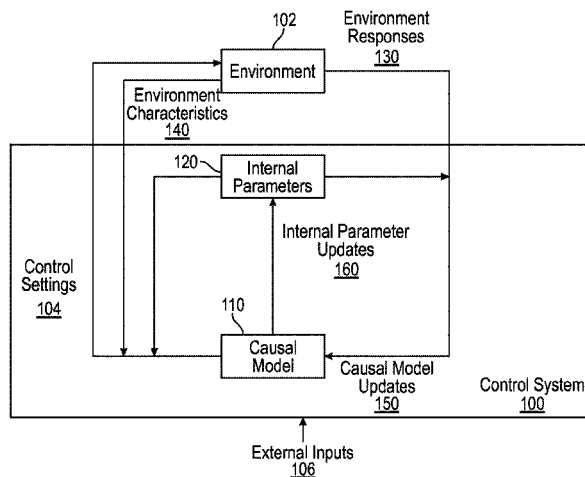 102
Environment
Environment
Responses
130
Environment
Characteristics
140
120
Internal
Parameters
Internal Parameter
Updates
160
Control
Settings
104
110
Causal
Model
Causal Model
Updates
150
Control System
100
External Inputs
106